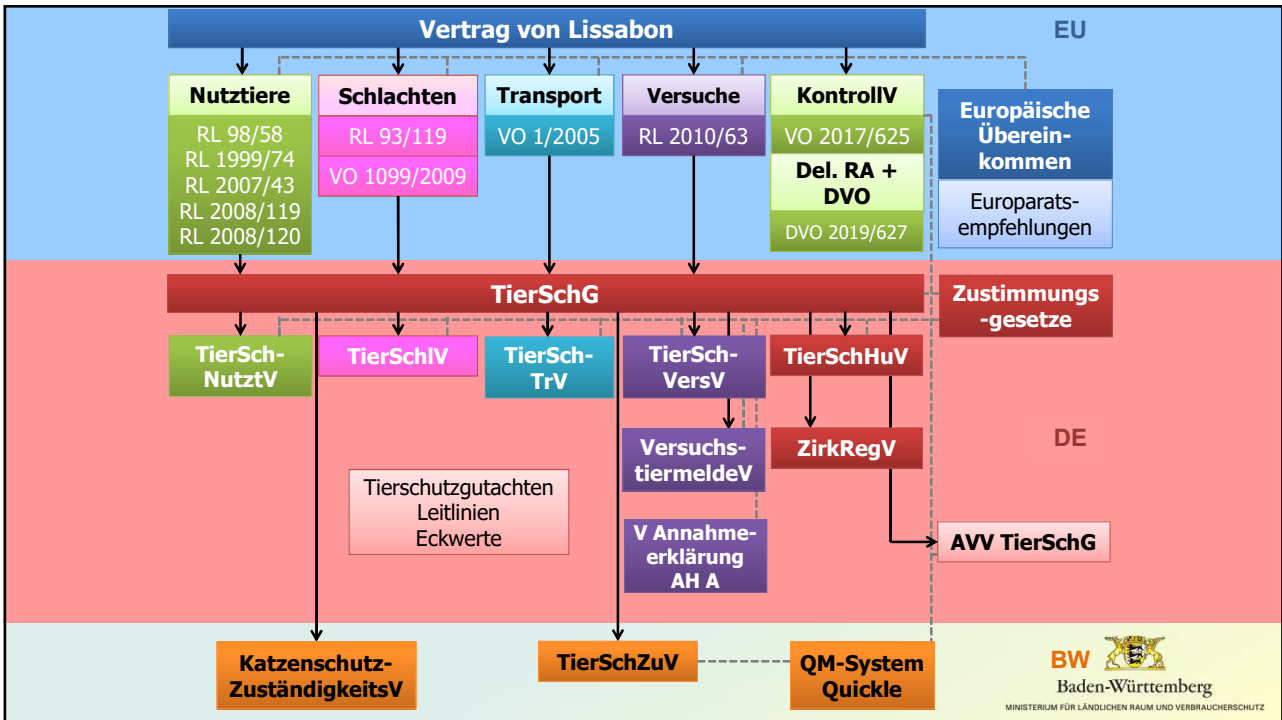 Vertrag von Lissabon
EU
Nutztiere
RL 98/58
RL 1999/74
RL 2007/43
RL 2008/119
RL 2008/120
Schlachten
RL 93/119
VO 1099/2009
Transport
VO 1/2005
Versuche
RL 2010/63
KontrollV
VO 2017/625
Del. RA +
DVO
DVO 2019/627
Europäische
Überein-
kommen
Europarats-
empfehlungen
TierSchG
Zustimmungs
-gesetze
TierSch-
NutztV
TierSchlV
TierSch-
TrV
TierSch-
VersV
TierSchHuV
Versuchs-
tiermeldeV
ZirkRegV
DE
Tierschutzgutachten
Leitlinien
Eckwerte
V Annahme-
erklärung
AH A
AVV TierSchG
Katzenschutz-
ZuständigkeitsV
TierSchZuV
QM-System
Quickle
BW
Baden-Württemberg
MINISTERIUM FÜR LÄNDLICHEN RAUM UND VERBRAUCHERSCHUTZ